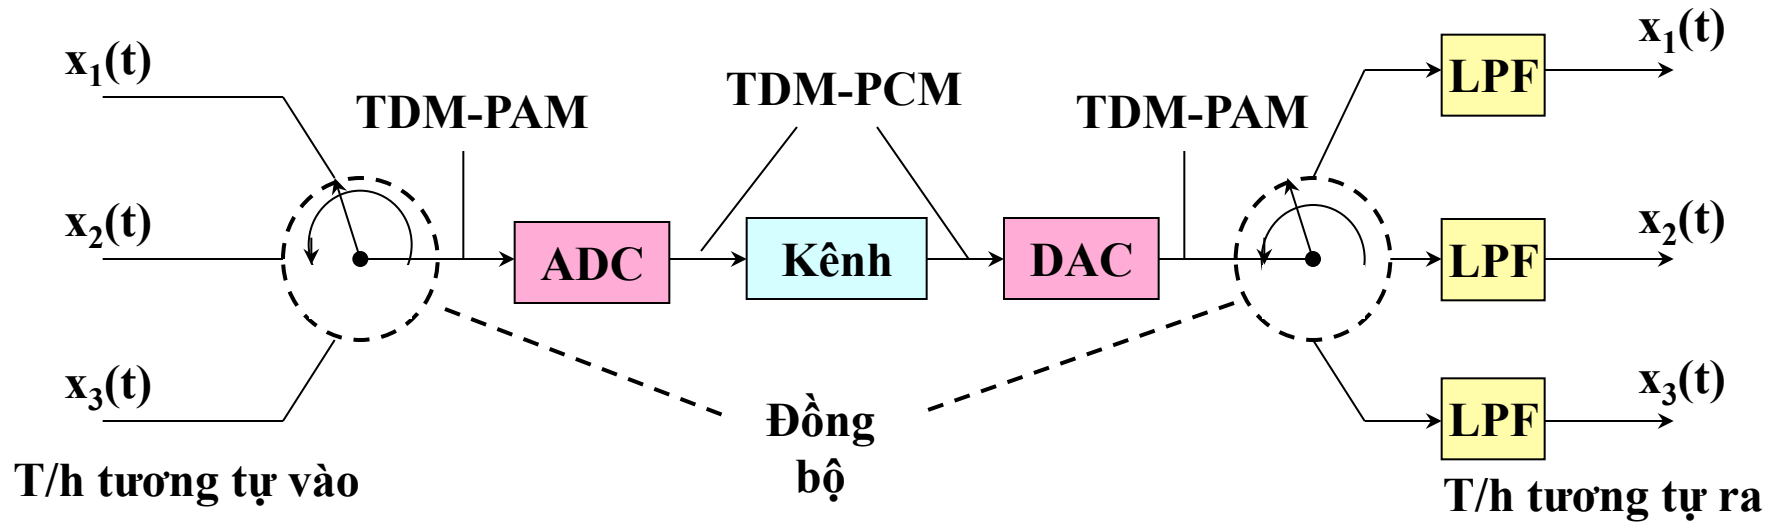 x₁(t)
TDM-PAM
TDM-PCM
TDM-PAM
LPF
x₁(t)
x₂(t)
ADC
Kênh
DAC
LPF
x₂(t)
x₃(t)
Đồng
bộ
LPF
x₃(t)
T/h tương tự vào
T/h tương tự ra